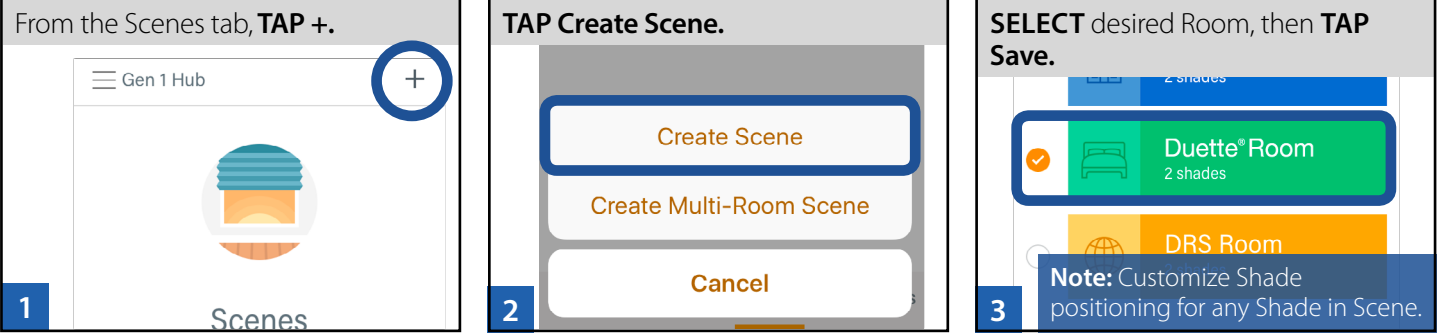 From the Scenes tab, TAP +.
Gen 1 Hub
+
Scenes
1
TAP Create Scene.
Create Scene
Create Multi-Room Scene
Cancel
s
2
SELECT desired Room, then TAP
Save.
2 shades
Duette® Room
2 shades
DRS Room
Note: Customize Shade
positioning for any Shade in Scene.
3